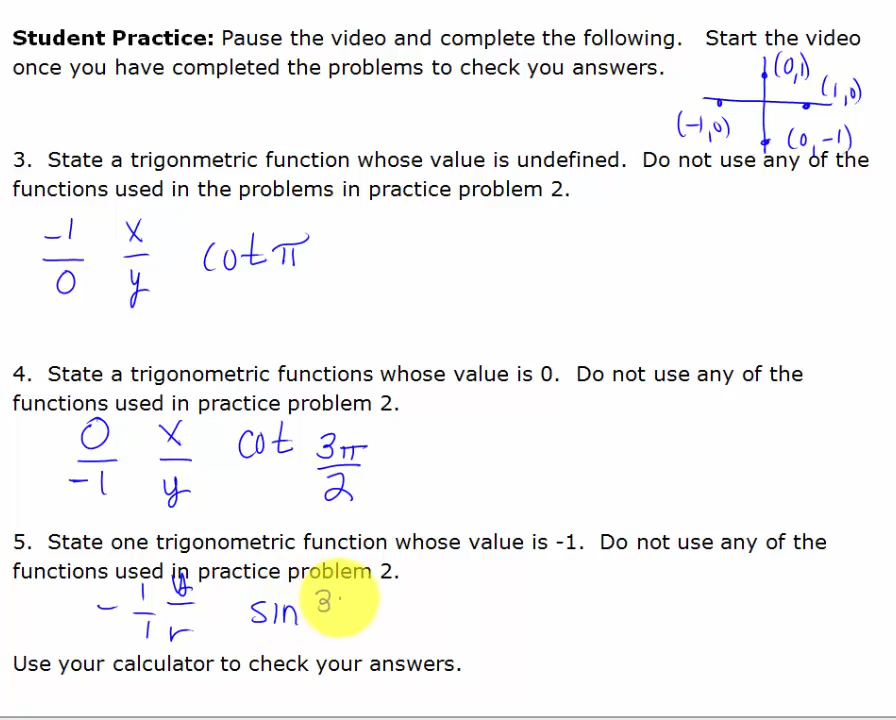 Student Practice: Pause the video and complete the following. Start the video
once you have completed the problems to check you answers.
(0,1)
(1,0)
(-1,0)
(0,-1)
3. State a trigonmetric function whose value is undefined. Do not use any of the
functions used in the problems in practice problem 2.
-1/0 x/y cot π
4. State a trigonometric functions whose value is 0. Do not use any of the
functions used in practice problem 2.
0/-1 x/y cot 3π/2
5. State one trigonometric function whose value is -1. Do not use any of the
functions used in practice problem 2.
-1/1 y/r sin 3
Use your calculator to check your answers.